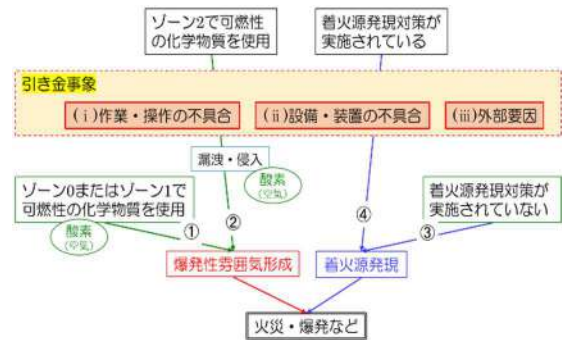 ゾーン2で可燃性
の化学物質を使用
着火源発現対策が
実施されている
引き金事象
(ⅰ)作業・操作の不具合
(ⅱ)設備・装置の不具合
(ⅲ)外部要因
漏洩・侵入
酸素
(空気)
ゾーン0またはゾーン1で
可燃性の化学物質を使用
酸素
(空気)
着火源発現対策が
実施されていない
①
②
④
③
爆発性雰囲気形成
着火源発現
火災・爆発など